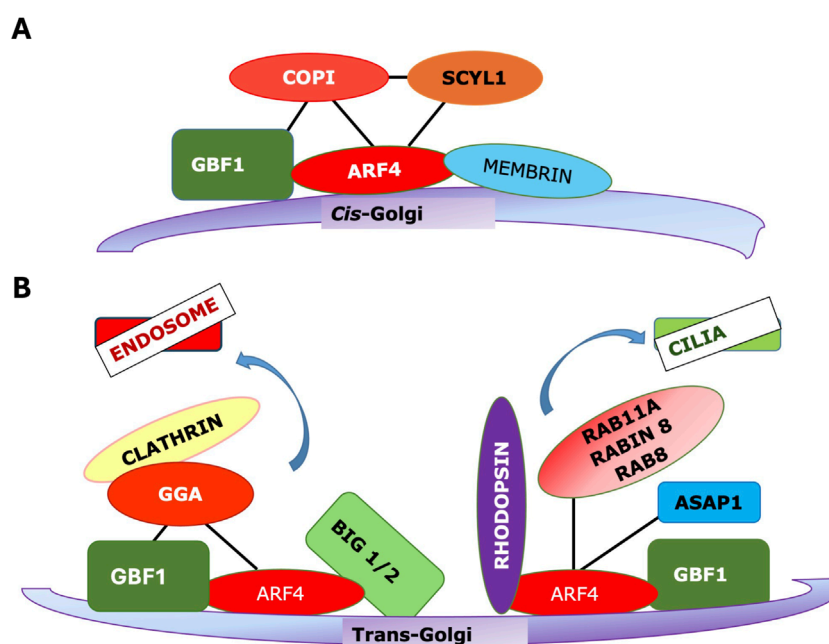 A
COPI
SCYL1
GBF1
ARF4
MEMBRIN
Cis-Golgi
B
ENDOSOME
CILIA
CLATHRIN
GGA
GBF1
ARF4
BIG 1/2
RHODOPSIN
RAB11A
RABIN 8
RAB8
ASAP1
ARF4
GBF1
Trans-Golgi